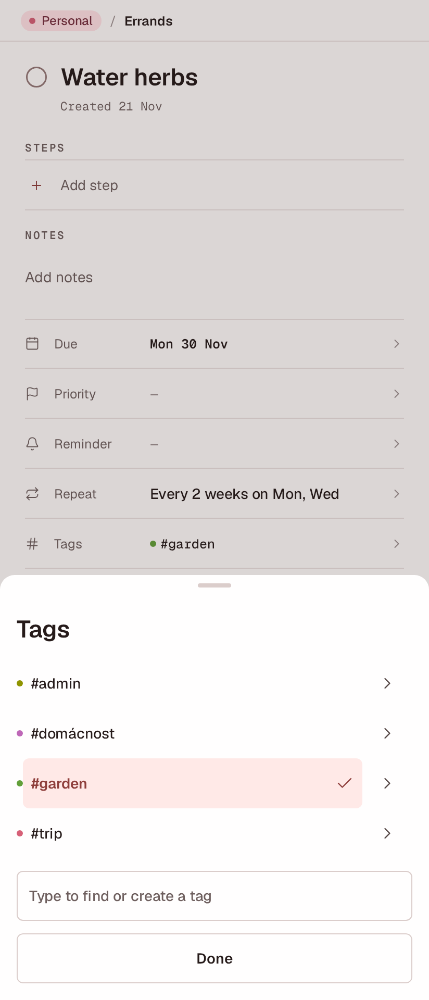 Personal / Errands
Water herbs
Created 21 Nov
STEPS
+ Add step
NOTES
Add notes
Due Mon 30 Nov
Priority –
Reminder –
Repeat Every 2 weeks on Mon, Wed
Tags #garden
Tags
#admin
#domácnost
#garden
#trip
Type to find or create a tag
Done